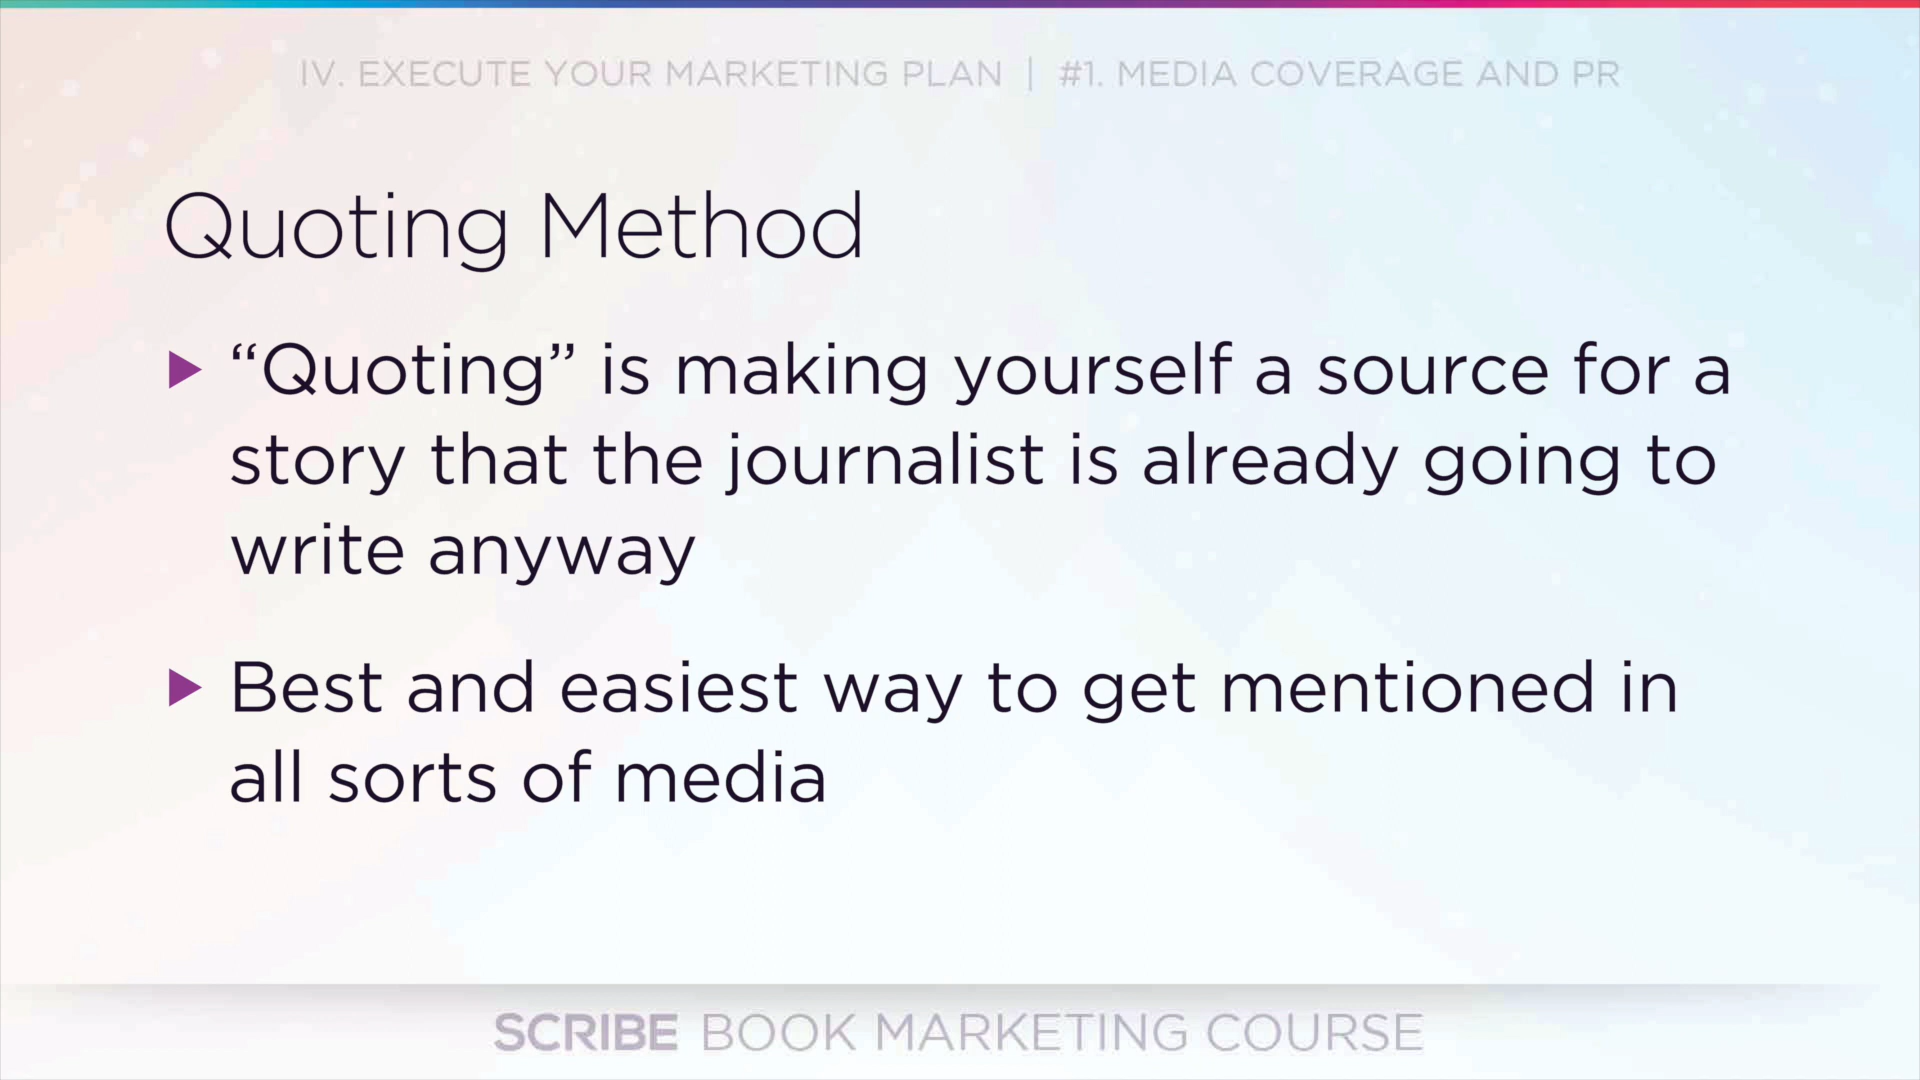 IV. EXECUTE YOUR MARKETING PLAN | #1. MEDIA COVERAGE AND PR
Quoting Method
▶ “Quoting” is making yourself a source for a
story that the journalist is already going to
write anyway
▶ Best and easiest way to get mentioned in
all sorts of media
SCRIBE BOOK MARKETING COURSE